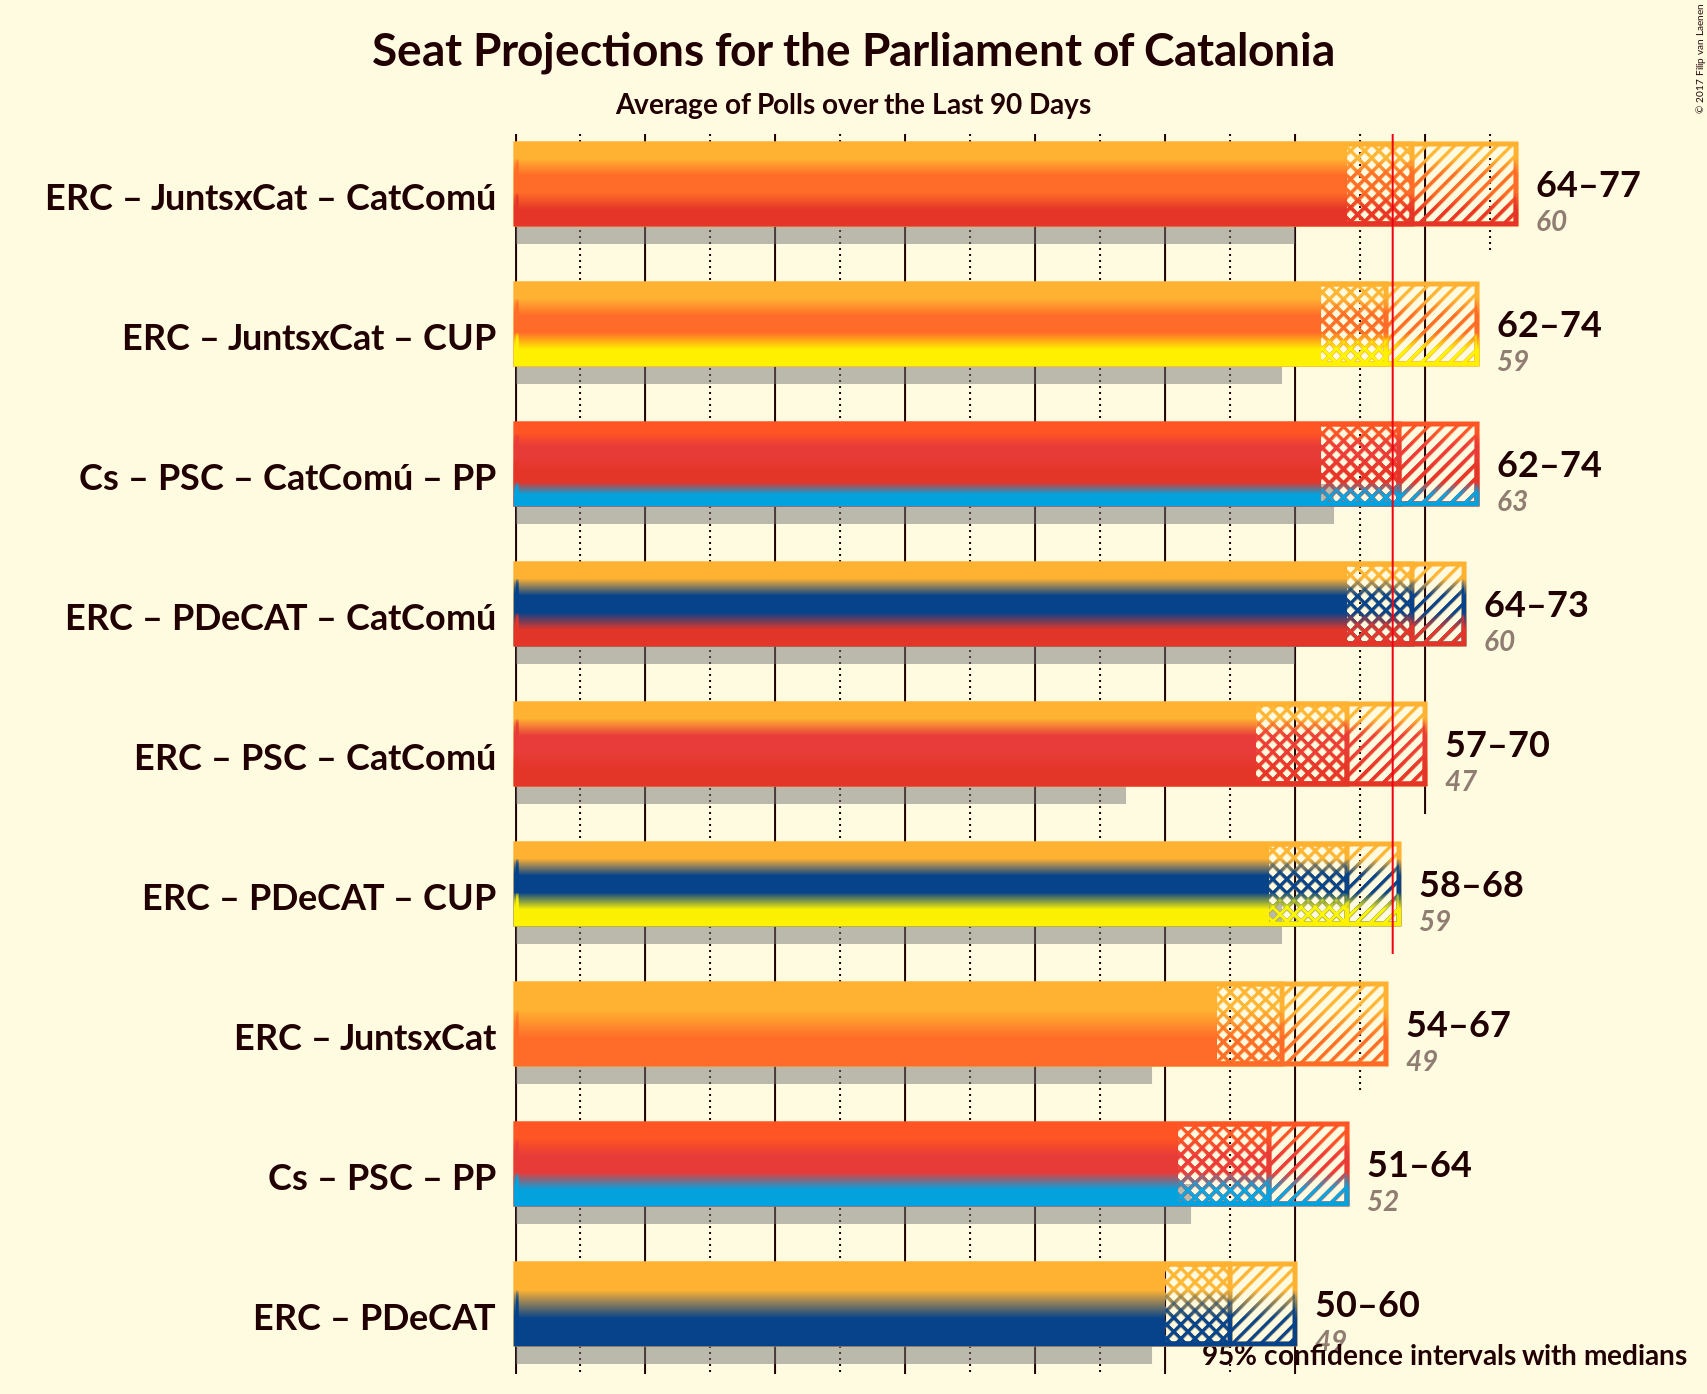 Seat Projections for the Parliament of Catalonia
Average of Polls over the Last 90 Days
© 2017 Filip van Laenen
ERC – JuntsxCat – CatComú
64–77
60
ERC – JuntsxCat – CUP
62–74
59
Cs – PSC – CatComú – PP
62–74
63
ERC – PDeCAT – CatComú
64–73
60
ERC – PSC – CatComú
57–70
47
ERC – PDeCAT – CUP
58–68
59
ERC – JuntsxCat
54–67
49
Cs – PSC – PP
51–64
52
ERC – PDeCAT
50–60
49
95% confidence intervals with medians